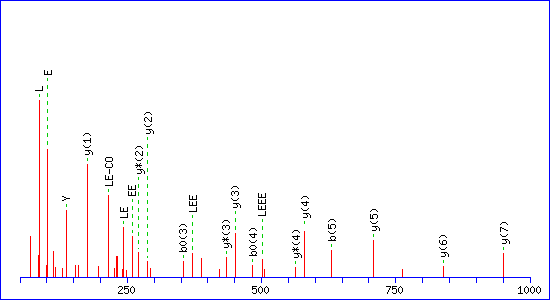 L
E
Y
y(1)
LE-CO
LE
EE
y*(2)
y(2)
b0(3)
LEE
y*(3)
y(3)
b0(4)
LEEE
y*(4)
y(4)
b(5)
y(5)
y(6)
y(7)
250
500
750
1000